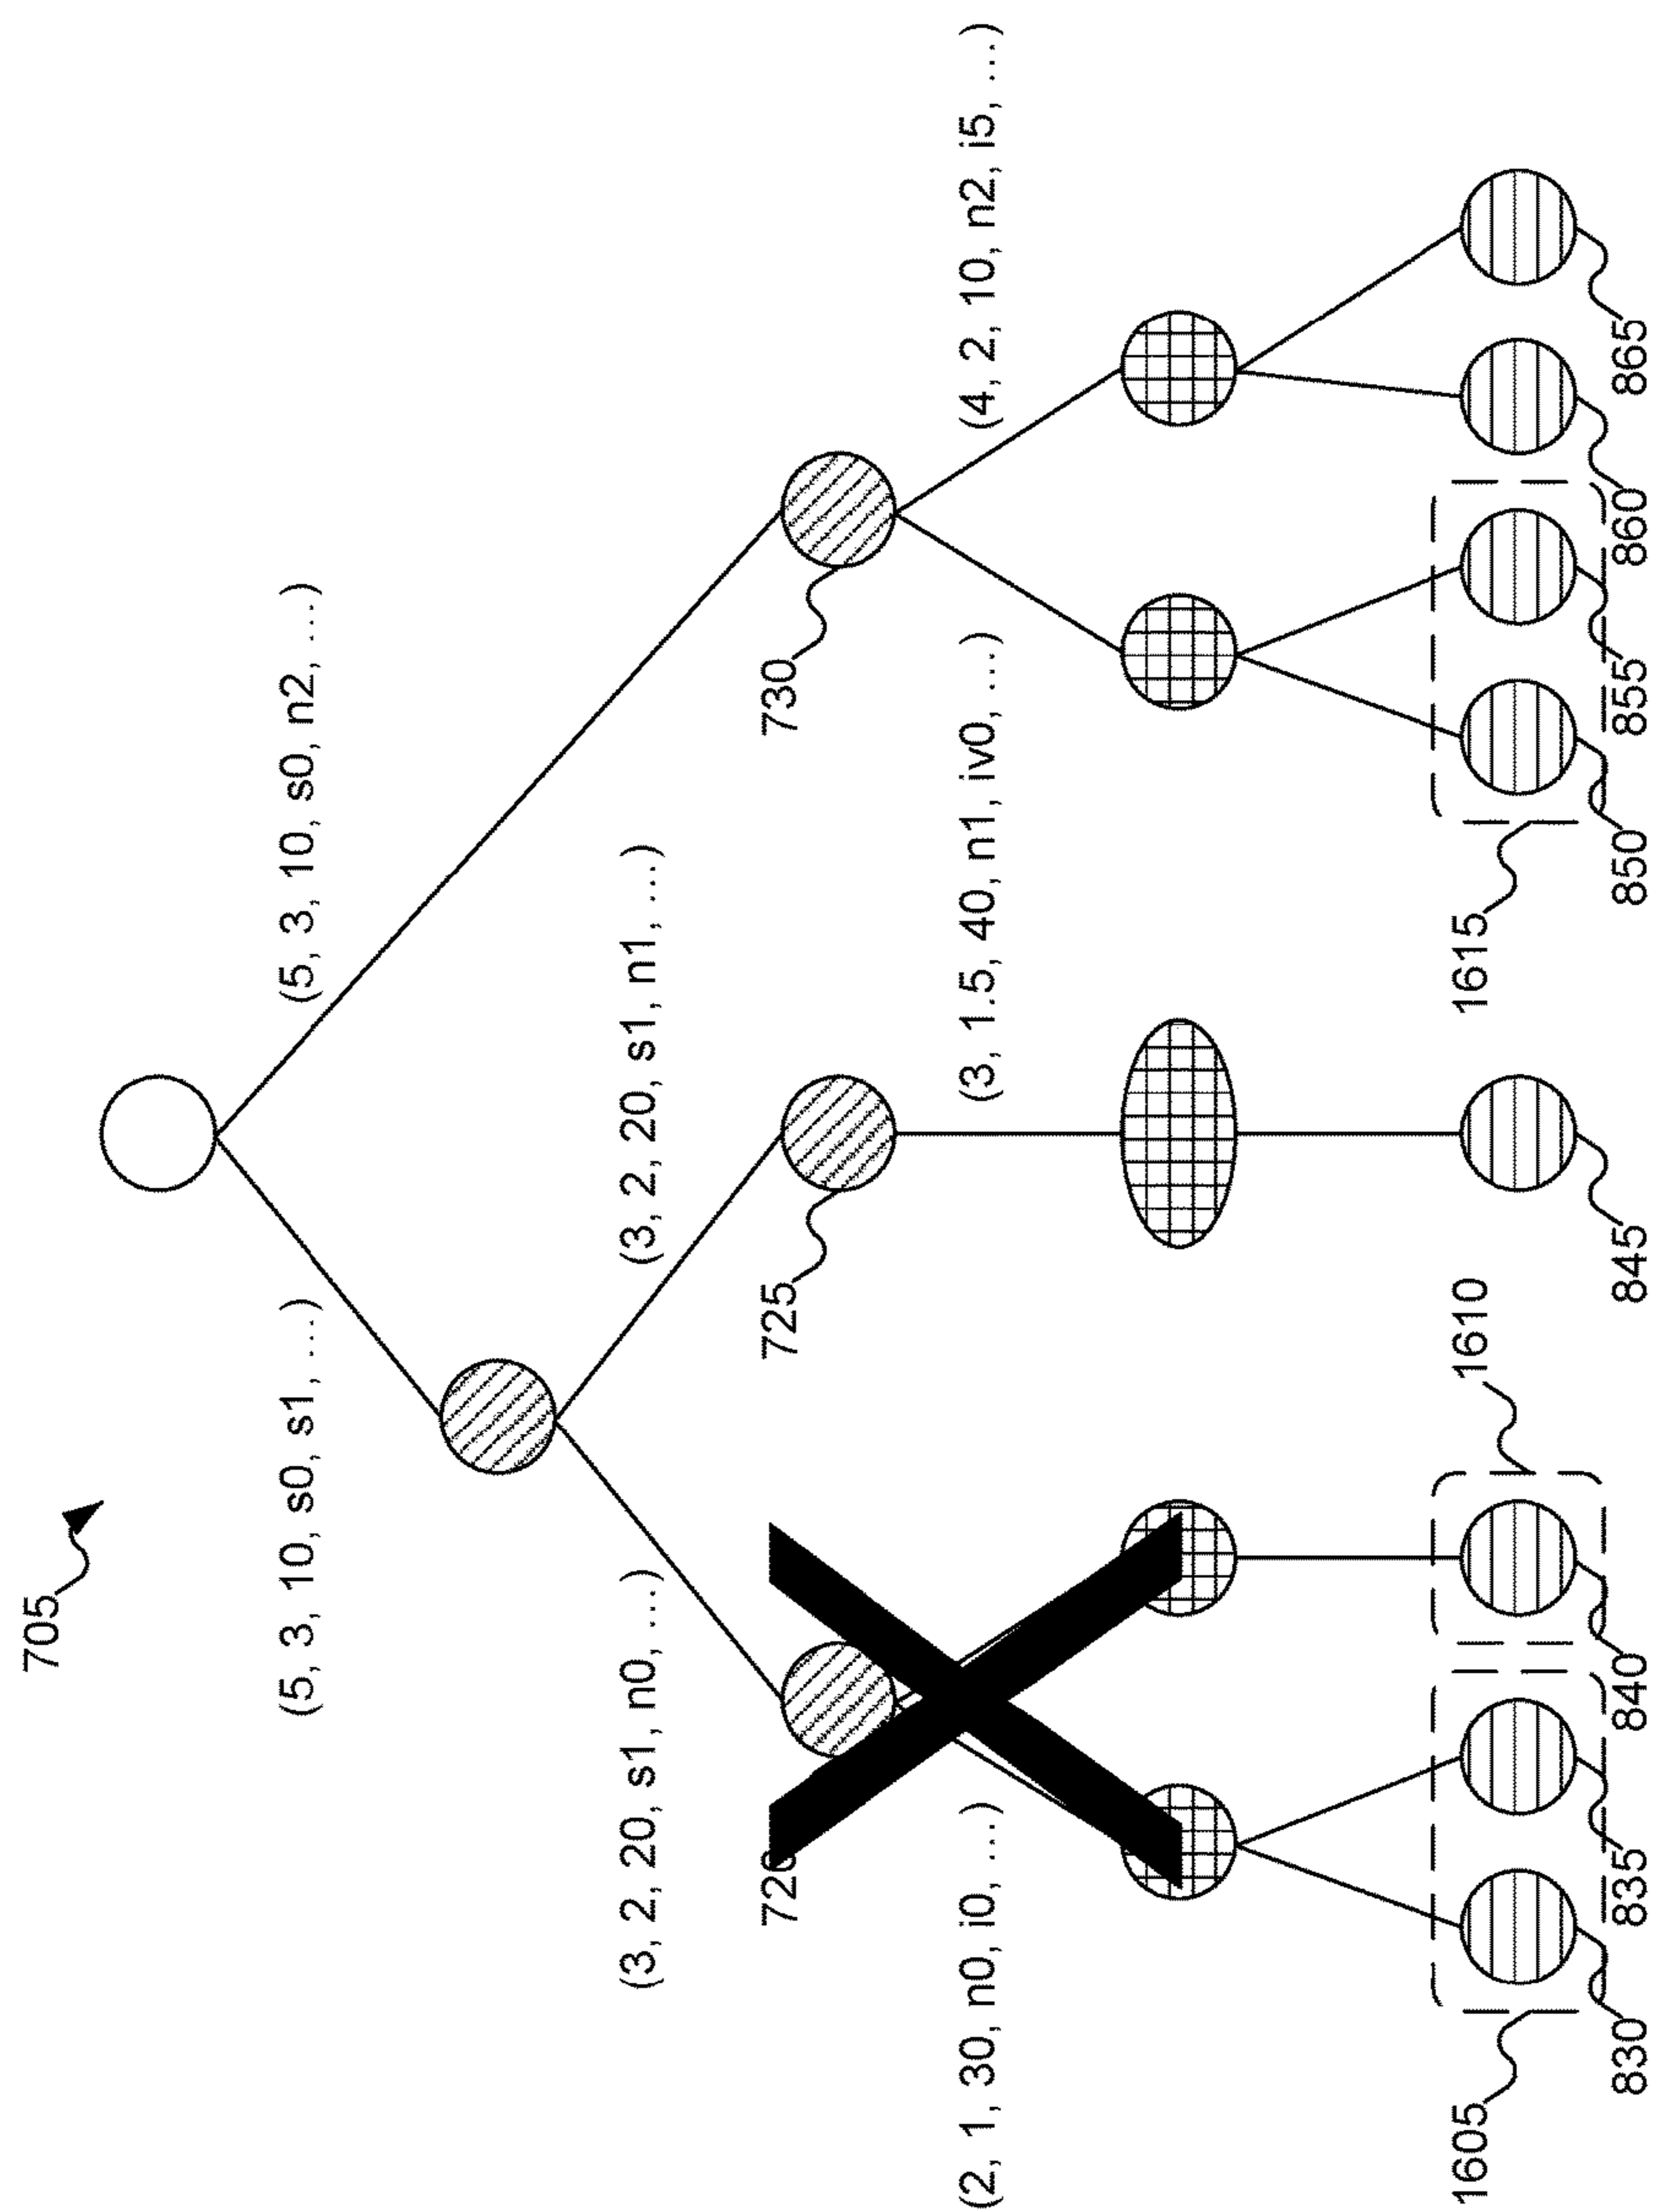 705
(5, 3, 10, s0, s1, ...)
(5, 3, 10, s0, n2, ...)
(3, 2, 20, s1, n0, ...)
(3, 2, 20, s1, n1, ...)
720
725
730
(2, 1, 30, n0, i0, ...)
(3, 1.5, 40, n1, iv0, ...)
(4, 2, 10, n2, i5, ...)
1605
1610
1615
830
835
840
845
850
855
860
865